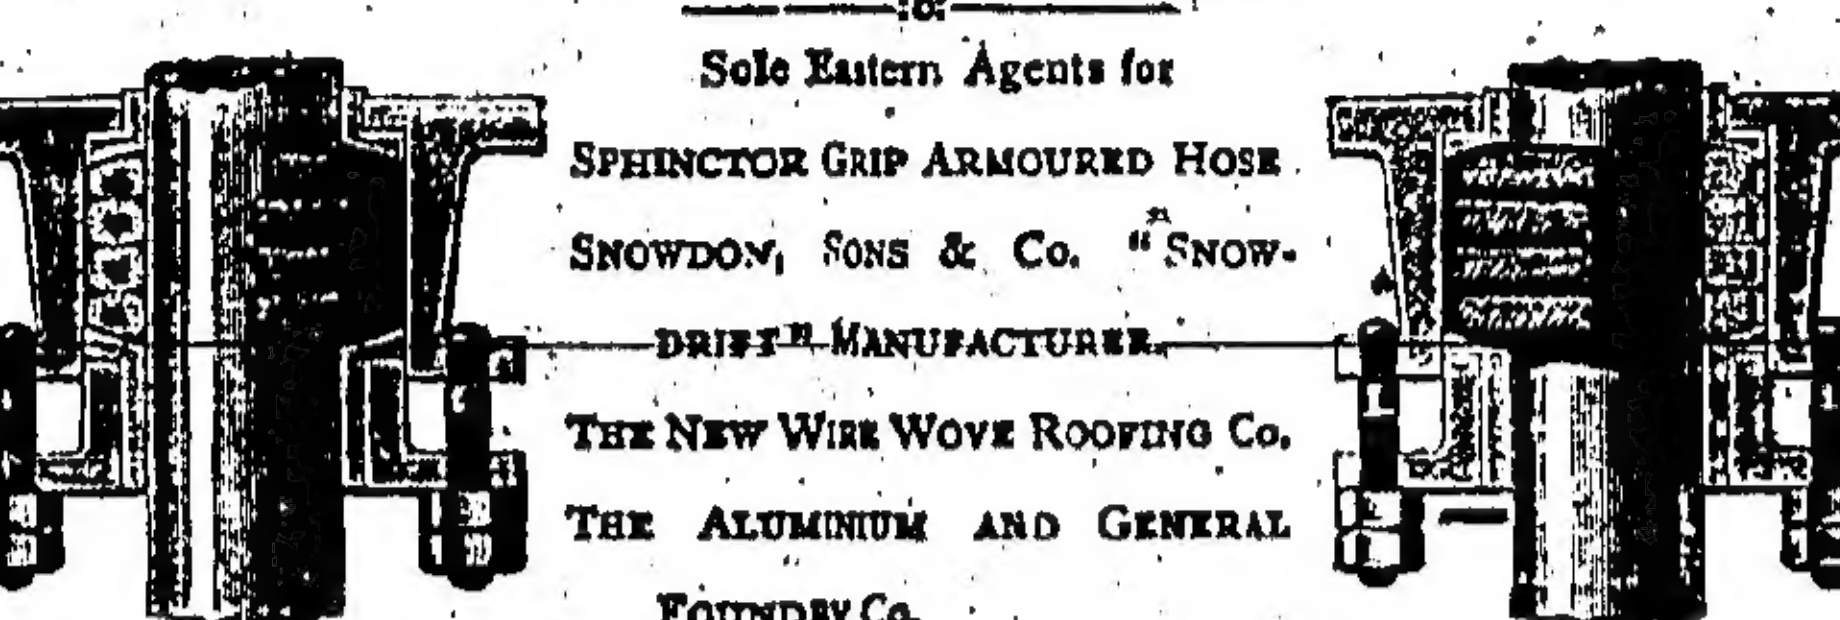 Sole Eastern Agents for
SPHINCTOR GRIP ARMOURED HOSE
SNOWDON, SONS & CO. "SNOW-
DRIFT" MANUFACTURER.
THE NEW WIRE WOVE ROOFING CO.
THE ALUMINIUM AND GENERAL
FOUNDRY CO.